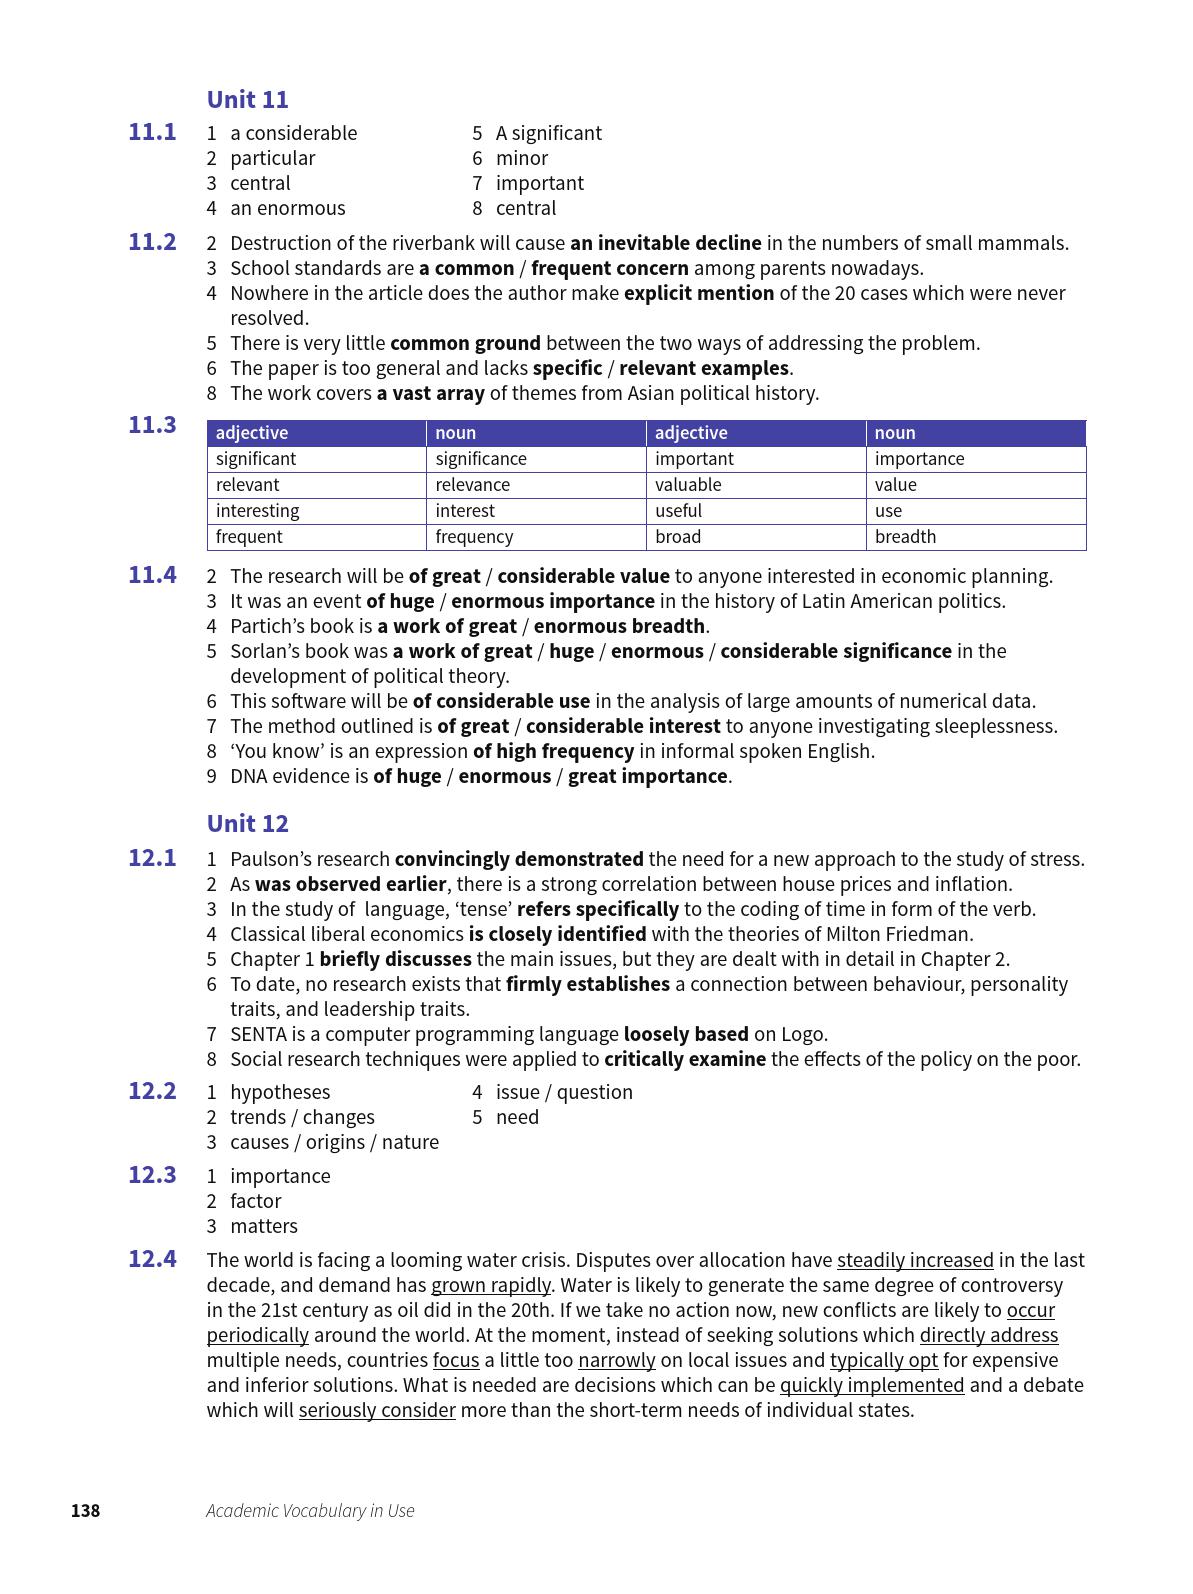 Unit 11
11.1 1 a considerable 5 A significant
2 particular 6 minor
3 central 7 important
4 an enormous 8 central
11.2 2 Destruction of the riverbank will cause an inevitable decline in the numbers of small mammals.
3 School standards are a common / frequent concern among parents nowadays.
4 Nowhere in the article does the author make explicit mention of the 20 cases which were never
resolved.
5 There is very little common ground between the two ways of addressing the problem.
6 The paper is too general and lacks specific / relevant examples.
8 The work covers a vast array of themes from Asian political history.
11.3 adjective noun adjective noun
significant significance important importance
relevant relevance valuable value
interesting interest useful use
frequent frequency broad breadth
11.4 2 The research will be of great / considerable value to anyone interested in economic planning.
3 It was an event of huge / enormous importance in the history of Latin American politics.
4 Partich’s book is a work of great / enormous breadth.
5 Sorlan’s book was a work of great / huge / enormous / considerable significance in the
development of political theory.
6 This software will be of considerable use in the analysis of large amounts of numerical data.
7 The method outlined is of great / considerable interest to anyone investigating sleeplessness.
8 ‘You know’ is an expression of high frequency in informal spoken English.
9 DNA evidence is of huge / enormous / great importance.
Unit 12
12.1 1 Paulson’s research convincingly demonstrated the need for a new approach to the study of stress.
2 As was observed earlier, there is a strong correlation between house prices and inflation.
3 In the study of  language, ‘tense’ refers specifically to the coding of time in form of the verb.
4 Classical liberal economics is closely identified with the theories of Milton Friedman.
5 Chapter 1 briefly discusses the main issues, but they are dealt with in detail in Chapter 2.
6 To date, no research exists that firmly establishes a connection between behaviour, personality
traits, and leadership traits.
7 SENTA is a computer programming language loosely based on Logo.
8 Social research techniques were applied to critically examine the effects of the policy on the poor.
12.2 1 hypotheses 4 issue / question
2 trends / changes 5 need
3 causes / origins / nature
12.3 1 importance
2 factor
3 matters
12.4 The world is facing a looming water crisis. Disputes over allocation have steadily increased in the last
decade, and demand has grown rapidly. Water is likely to generate the same degree of controversy
in the 21st century as oil did in the 20th. If we take no action now, new conflicts are likely to occur
periodically around the world. At the moment, instead of seeking solutions which directly address
multiple needs, countries focus a little too narrowly on local issues and typically opt for expensive
and inferior solutions. What is needed are decisions which can be quickly implemented and a debate
which will seriously consider more than the short-term needs of individual states.
138 Academic Vocabulary in Use